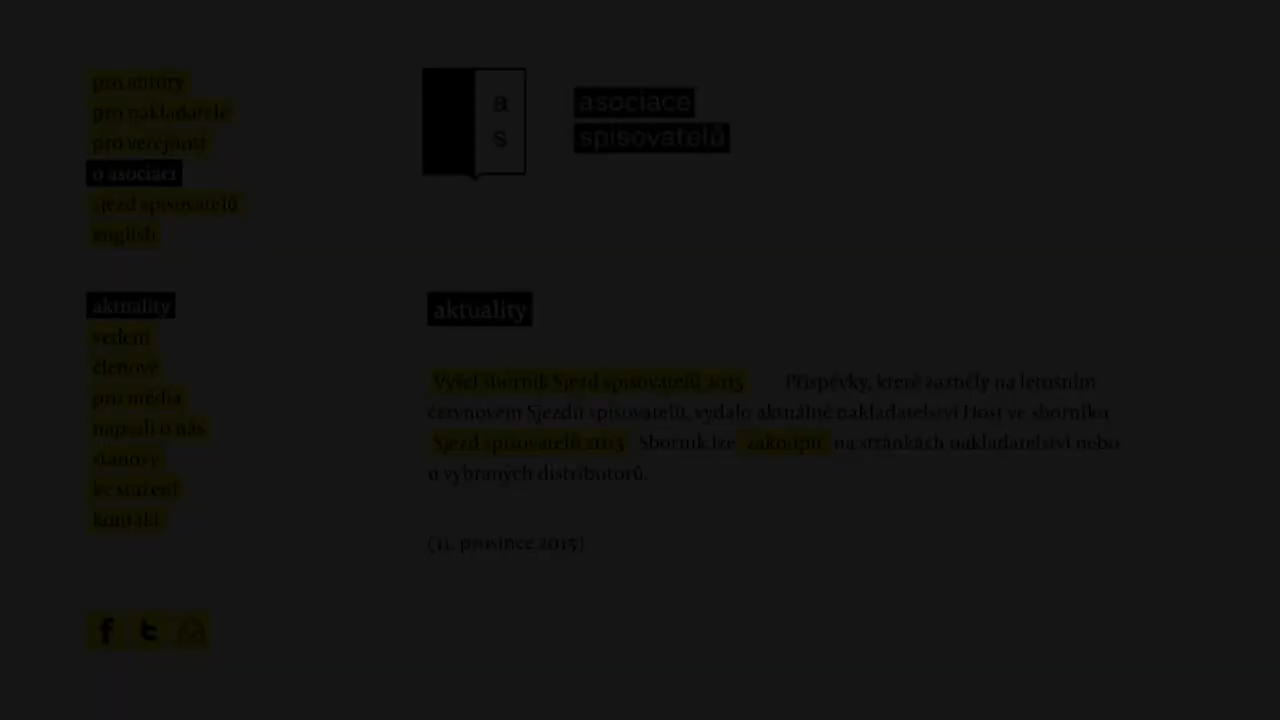 pro autory
pro nakladatele
pro veřejnost
o asociaci
sjezd spisovatelů
english
a
s
asociace
spisovatelů
aktuality
vedení
členové
pro média
napsali o nás
stanovy
ke stažení
kontakt
aktuality
Vyšel sborník Sjezd spisovatelů 2015 Příspěvky, které zazněly na letošním
červnovém Sjezdu spisovatelů, vydalo aktuálně nakladatelství Host ve sborníku
Sjezd spisovatelů 2015 Sborník lze zakoupit na stránkách nakladatelství nebo
u vybraných distributorů.
(11. prosince 2015)